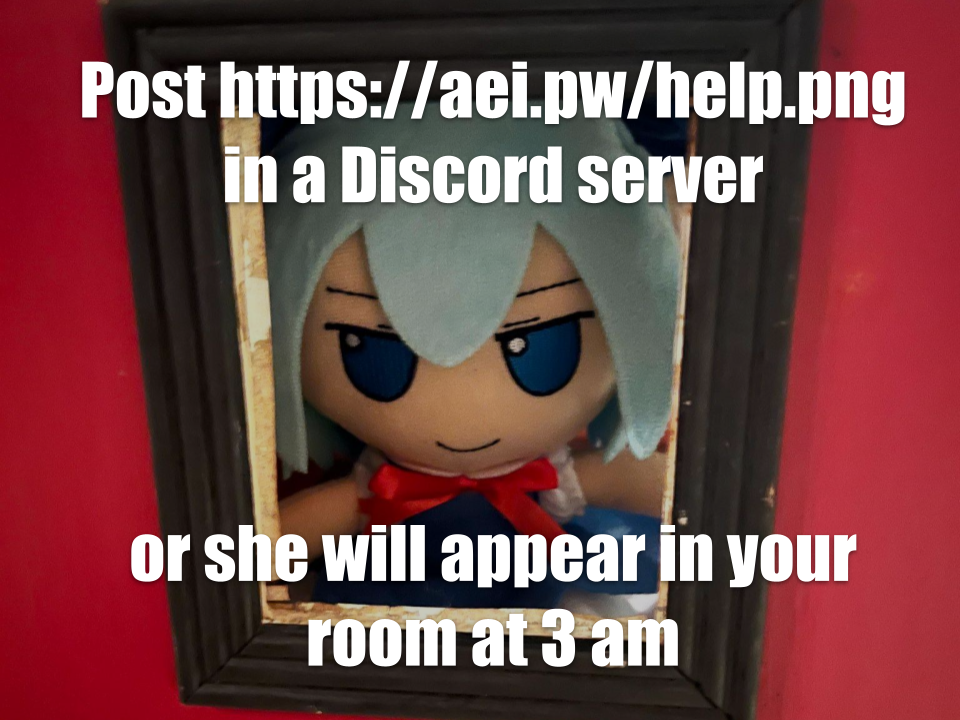 Post https://aei.pw/help.png
in a Discord server
or she will appear in your
room at 3 am